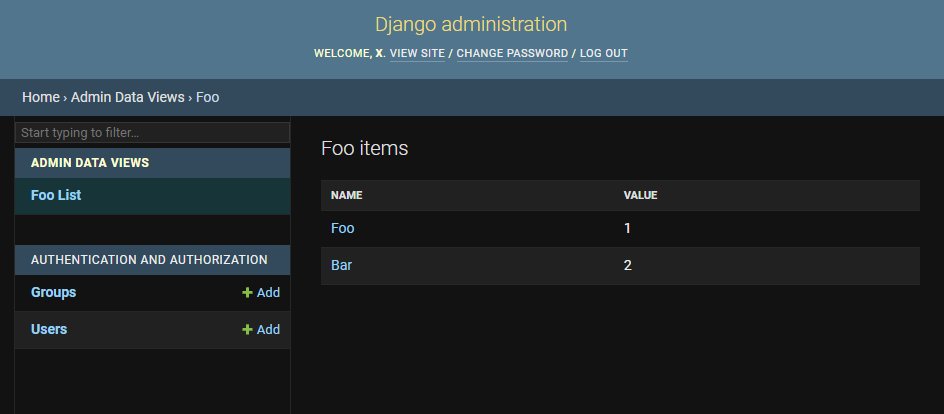 Django administration
WELCOME, X. VIEW SITE / CHANGE PASSWORD / LOG OUT
Home › Admin Data Views › Foo
Start typing to filter...
ADMIN DATA VIEWS
Foo List
AUTHENTICATION AND AUTHORIZATION
Groups + Add
Users + Add
Foo items
NAME VALUE
Foo 1
Bar 2